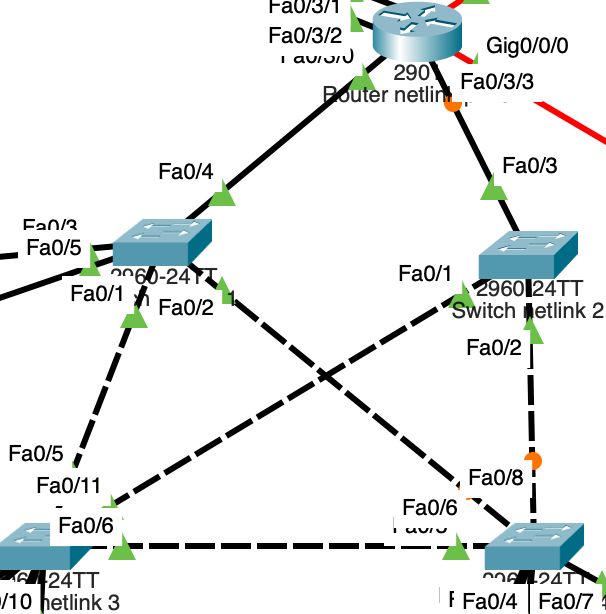 Fa0/3/1
Fa0/3/2
Fa0/3/0
Gig0/0/0
290
Fa0/3/3
Router netlin
Fa0/4
Fa0/3
Fa0/3
Fa0/5
2960-24TT
Fa0/1
2960-24TT
Fa0/1
Fa0/2
1
Switch netlink 2
Fa0/2
Fa0/5
Fa0/8
Fa0/11
Fa0/6
Fa0/6
-24TT
2960-24TT
/10
netlink 3
Fa0/4
Fa0/7